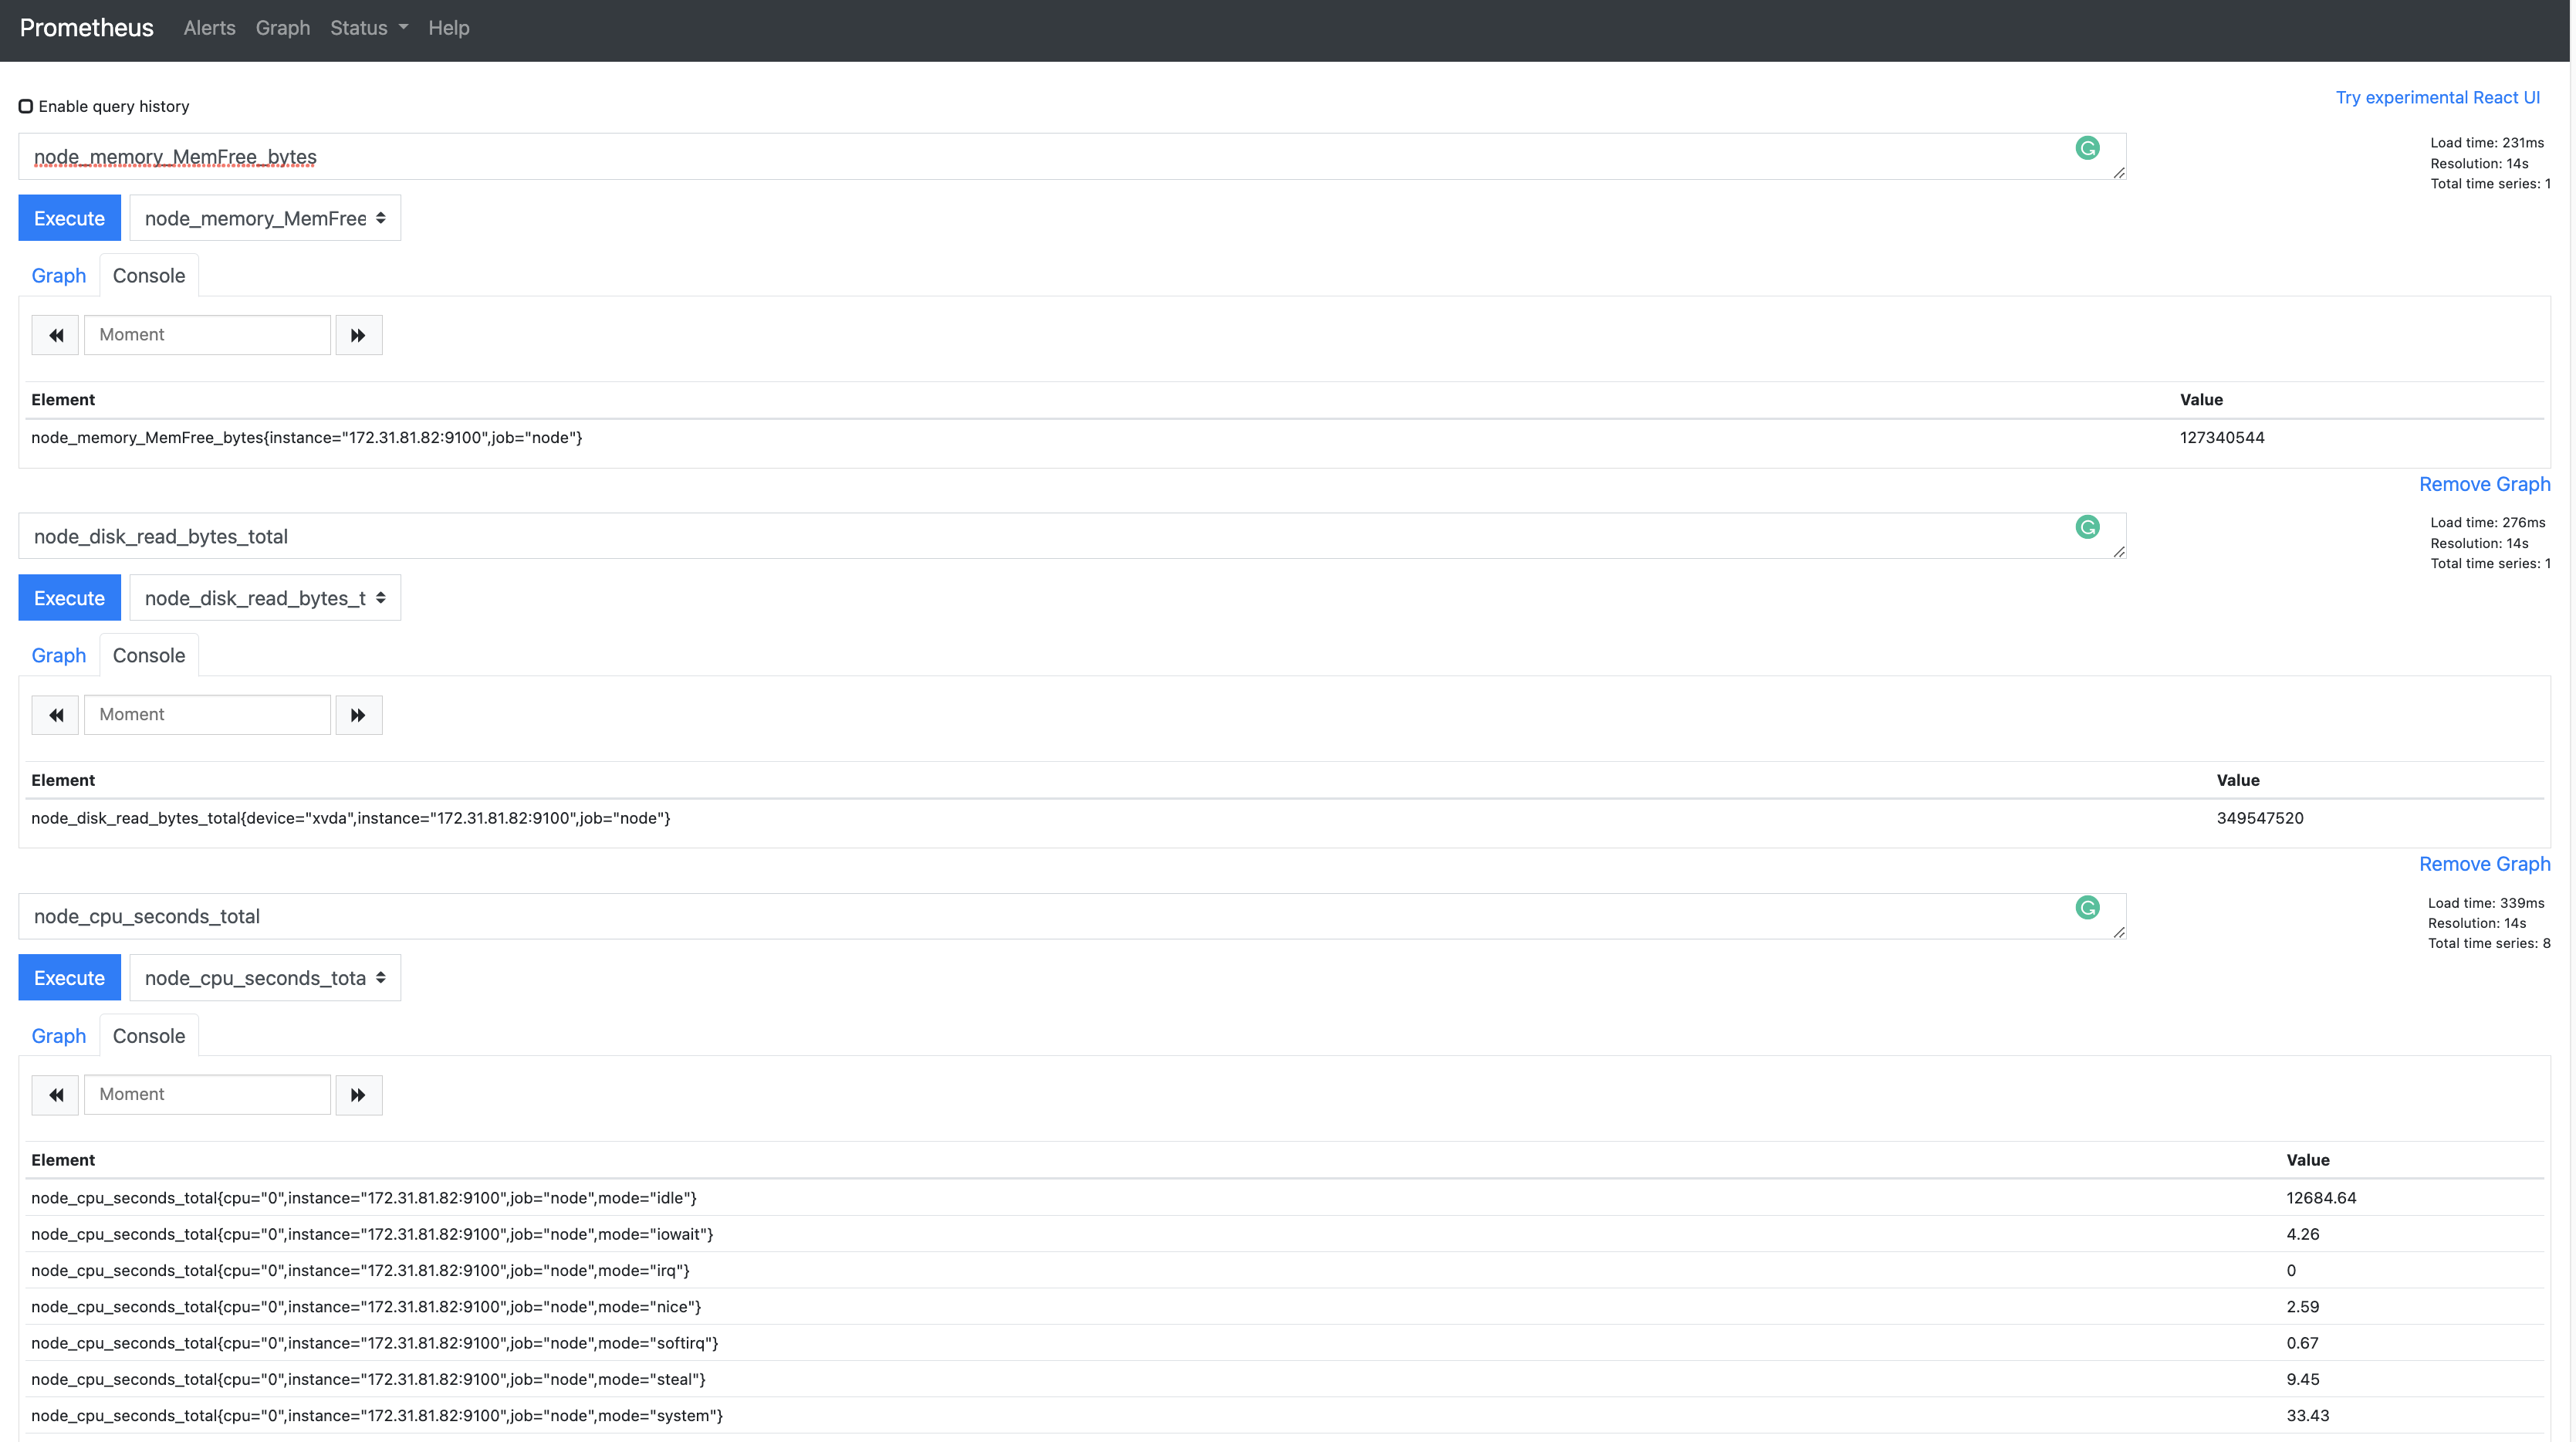 Prometheus Alerts Graph Status Help
Enable query history
Try experimental React UI
node_memory_MemFree_bytes
Load time: 231ms
Resolution: 14s
Total time series: 1
Execute node_memory_MemFree
Graph Console
Moment
Element Value
node_memory_MemFree_bytes{instance="172.31.81.82:9100",job="node"} 127340544
Remove Graph
node_disk_read_bytes_total
Load time: 276ms
Resolution: 14s
Total time series: 1
Execute node_disk_read_bytes_t
Graph Console
Moment
Element Value
node_disk_read_bytes_total{device="xvda",instance="172.31.81.82:9100",job="node"} 349547520
Remove Graph
node_cpu_seconds_total
Load time: 339ms
Resolution: 14s
Total time series: 8
Execute node_cpu_seconds_tota
Graph Console
Moment
Element Value
node_cpu_seconds_total{cpu="0",instance="172.31.81.82:9100",job="node",mode="idle"} 12684.64
node_cpu_seconds_total{cpu="0",instance="172.31.81.82:9100",job="node",mode="iowait"} 4.26
node_cpu_seconds_total{cpu="0",instance="172.31.81.82:9100",job="node",mode="irq"} 0
node_cpu_seconds_total{cpu="0",instance="172.31.81.82:9100",job="node",mode="nice"} 2.59
node_cpu_seconds_total{cpu="0",instance="172.31.81.82:9100",job="node",mode="softirq"} 0.67
node_cpu_seconds_total{cpu="0",instance="172.31.81.82:9100",job="node",mode="steal"} 9.45
node_cpu_seconds_total{cpu="0",instance="172.31.81.82:9100",job="node",mode="system"} 33.43